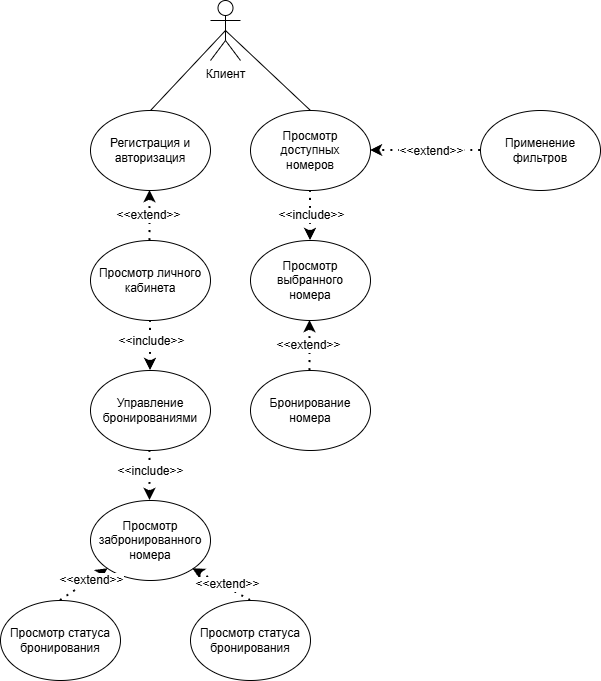 Клиент
Регистрация и
авторизация
Просмотр
доступных
номеров
<<extend>>
Применение
фильтров
<<extend>>
<<include>>
Просмотр личного
кабинета
Просмотр
выбранного
номера
<<include>>
<<extend>>
Управление
бронированиями
Бронирование
номера
<<include>>
Просмотр
забронированного
номера
<<extend>>
<<extend>>
Просмотр статуса
бронирования
Просмотр статуса
бронирования